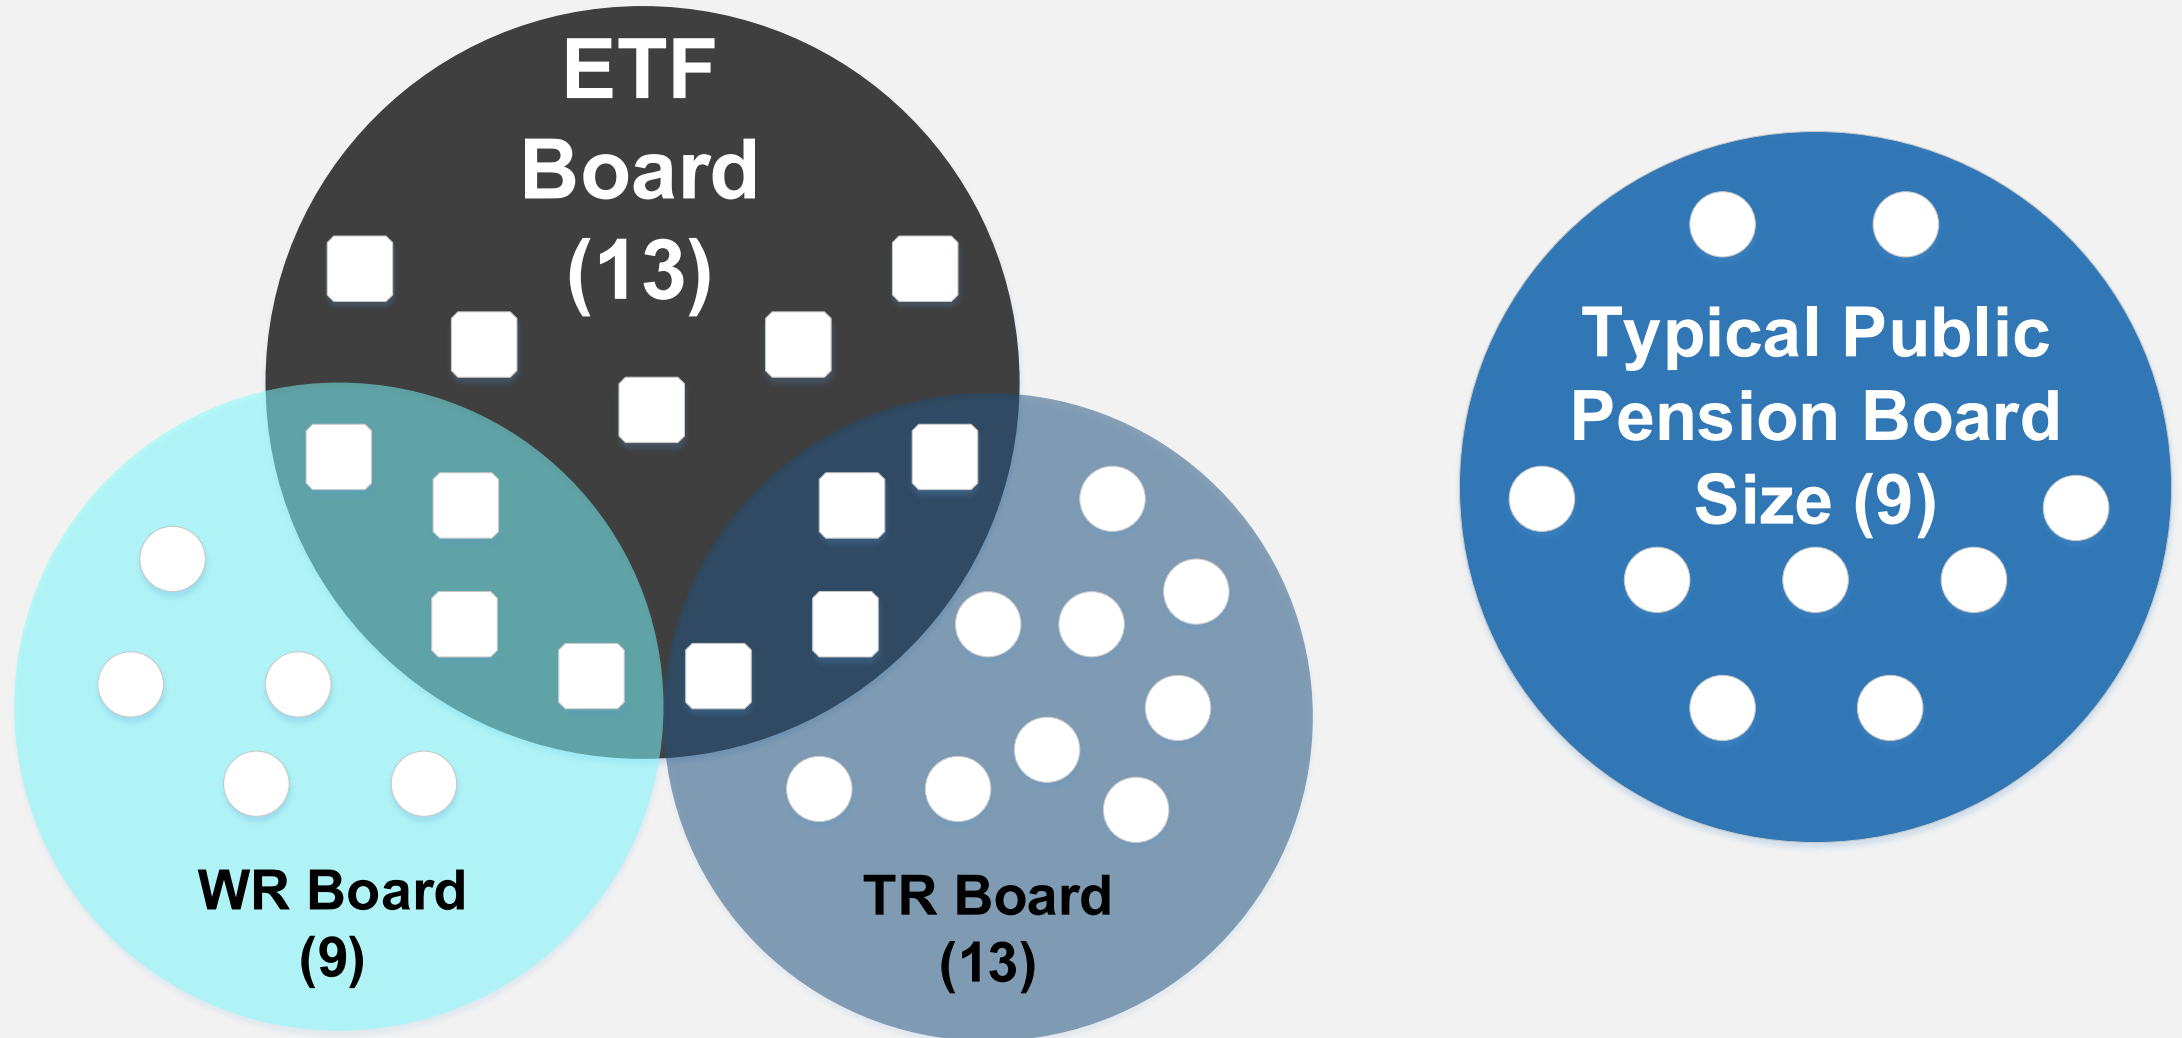 ETF
Board
(13)
Typical Public
Pension Board
Size (9)
WR Board
(9)
TR Board
(13)